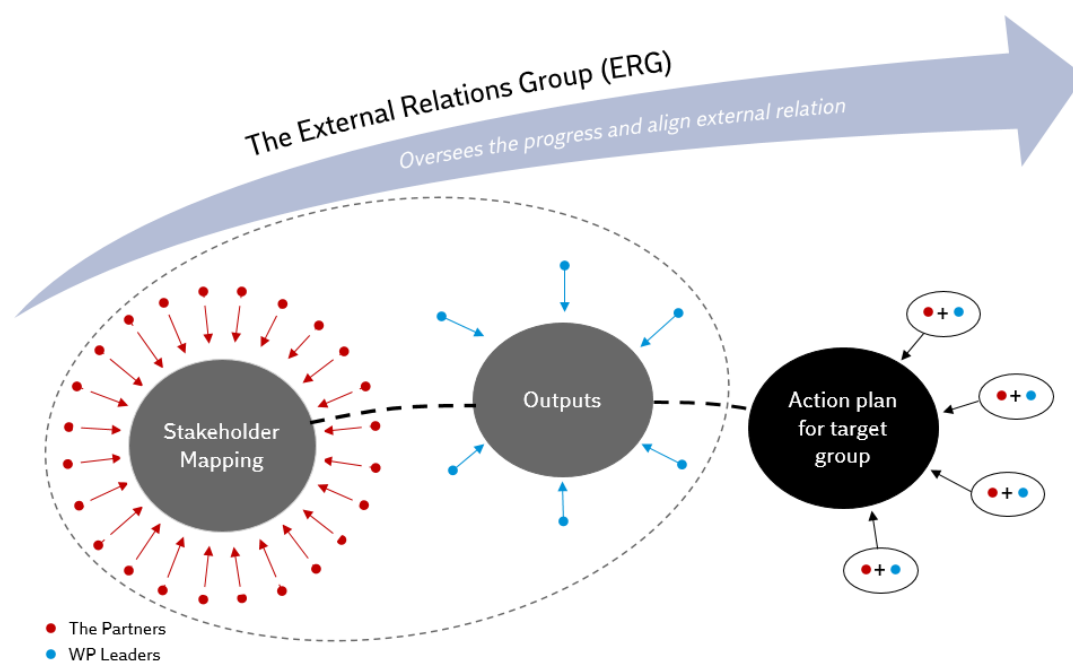 The External Relations Group (ERG)
Oversees the progress and align external relation
Stakeholder
Mapping
Outputs
Action plan
for target
group
+
+
+
+
The Partners
WP Leaders